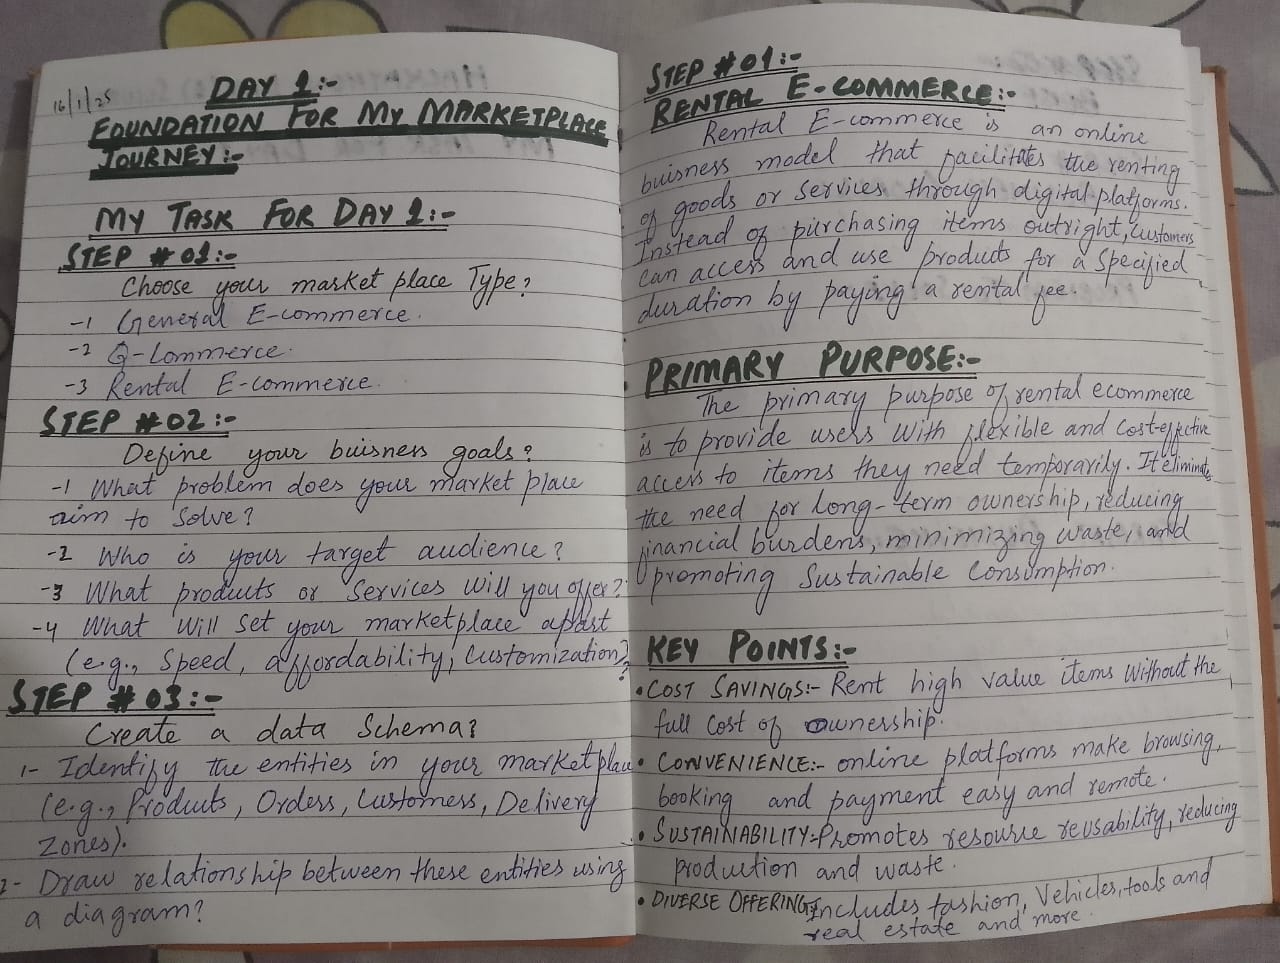 16/1/25
DAY 1:-
FOUNDATION FOR MY MARKETPLACE
JOURNEY:-
MY TASK FOR DAY 1:-
STEP # 01:-
Choose your market place Type?
-1 General E-commerce.
-2 Q-Commerce.
-3 Rental E-commerce.
STEP #02:-
Define your buisness goals?
-1 What problem does your market place
aim to solve?
-2 Who is your target audience?
-3 What products or services will you offer?
-4 What will set your marketplace apart
(e.g., Speed, affordability, Customization)?
STEP # 03:-
Create a data Schema?
1- Identify the entities in your marketplace
(e.g., Products, Orders, Customers, Delivery
Zones).
2- Draw relationship between these entities using
a diagram?
STEP #01:-
RENTAL E-COMMERCE:-
Rental E-commerce is an online
buisness model that facilitates the renting
of goods or services through digital platforms.
Instead of purchasing items outright, customers
can access and use products for a specified
duration by paying a rental fee.
PRIMARY PURPOSE:-
The primary purpose of rental ecommerce
is to provide users with flexible and cost-effective
access to items they need temporarily. It eliminates
the need for long-term ownership, reducing
financial burdens, minimizing waste, and
promoting Sustainable Consumption.
KEY POINTS:-
• COST SAVINGS:- Rent high value items without the
full cost of ownership.
• CONVENIENCE:- online platforms make browsing,
booking and payment easy and remote.
• SUSTAINABILITY:- Promotes resource reusability, reducing
production and waste.
• DIVERSE OFFERING:- Includes fashion, Vehicles, tools and
real estate and more.